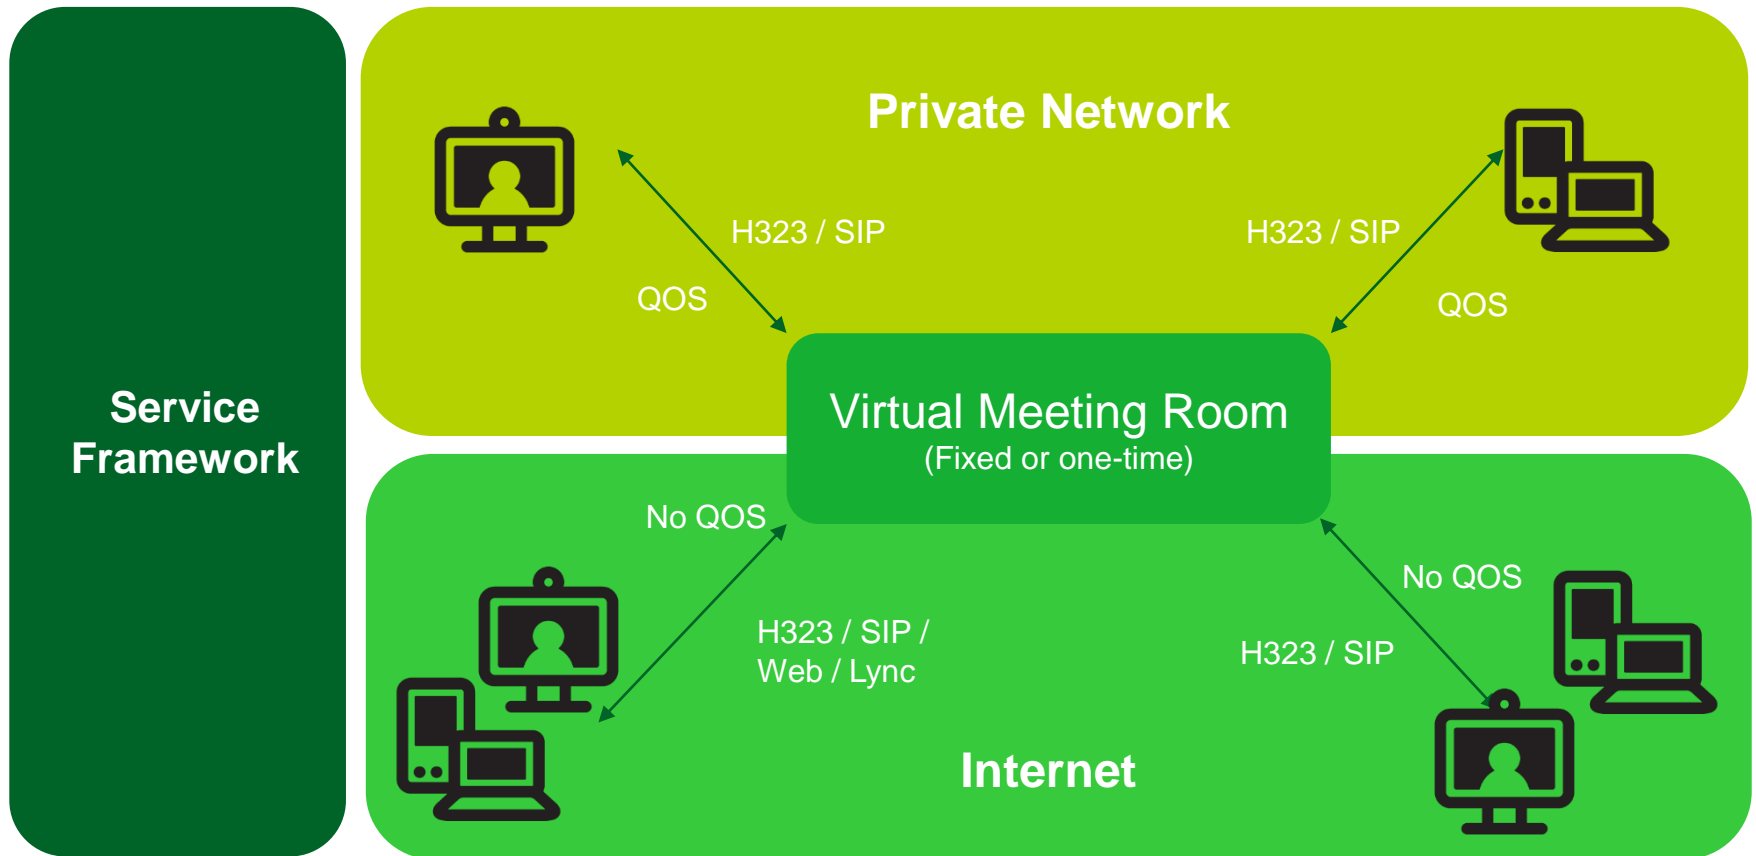 Private Network
H323 / SIP
H323 / SIP
QOS
QOS
Service
Framework
Virtual Meeting Room
(Fixed or one-time)
No QOS
No QOS
H323 / SIP /
Web / Lync
H323 / SIP
Internet